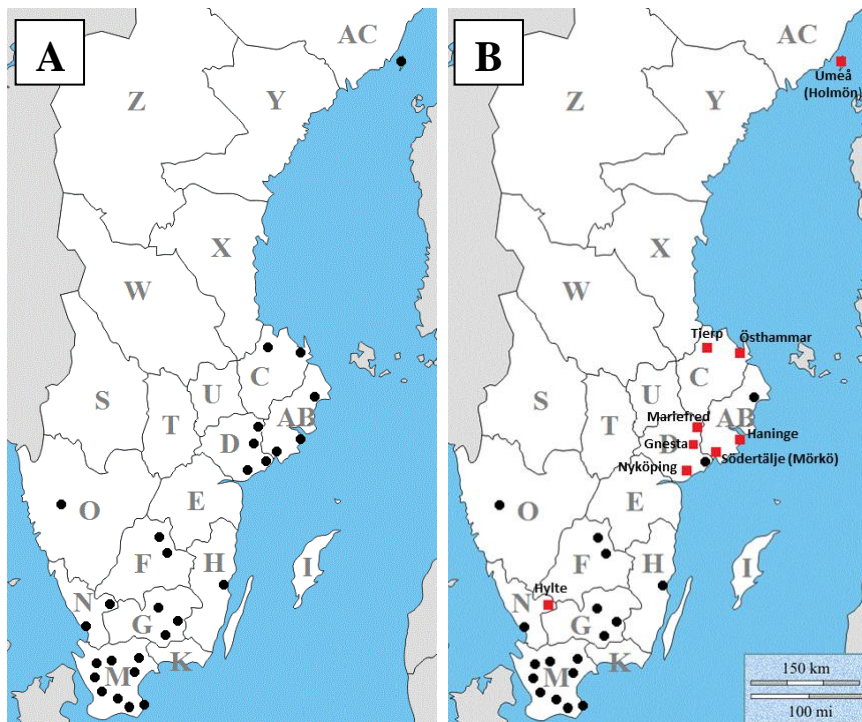 A
AC
Z
Y
X
W
C
S
U
T
AB
D
O
E
F
H
I
N
G
K
M
B
AC
Umeå
(Holmön)
Z
Y
X
W
Tierp
Östhammar
C
S
U
T
AB
Mariefred
D
Haninge
Gnesta
Södertälje (Mörkö)
Nyköping
O
E
F
H
I
Hylte
N
G
K
M
150 km
100 mi